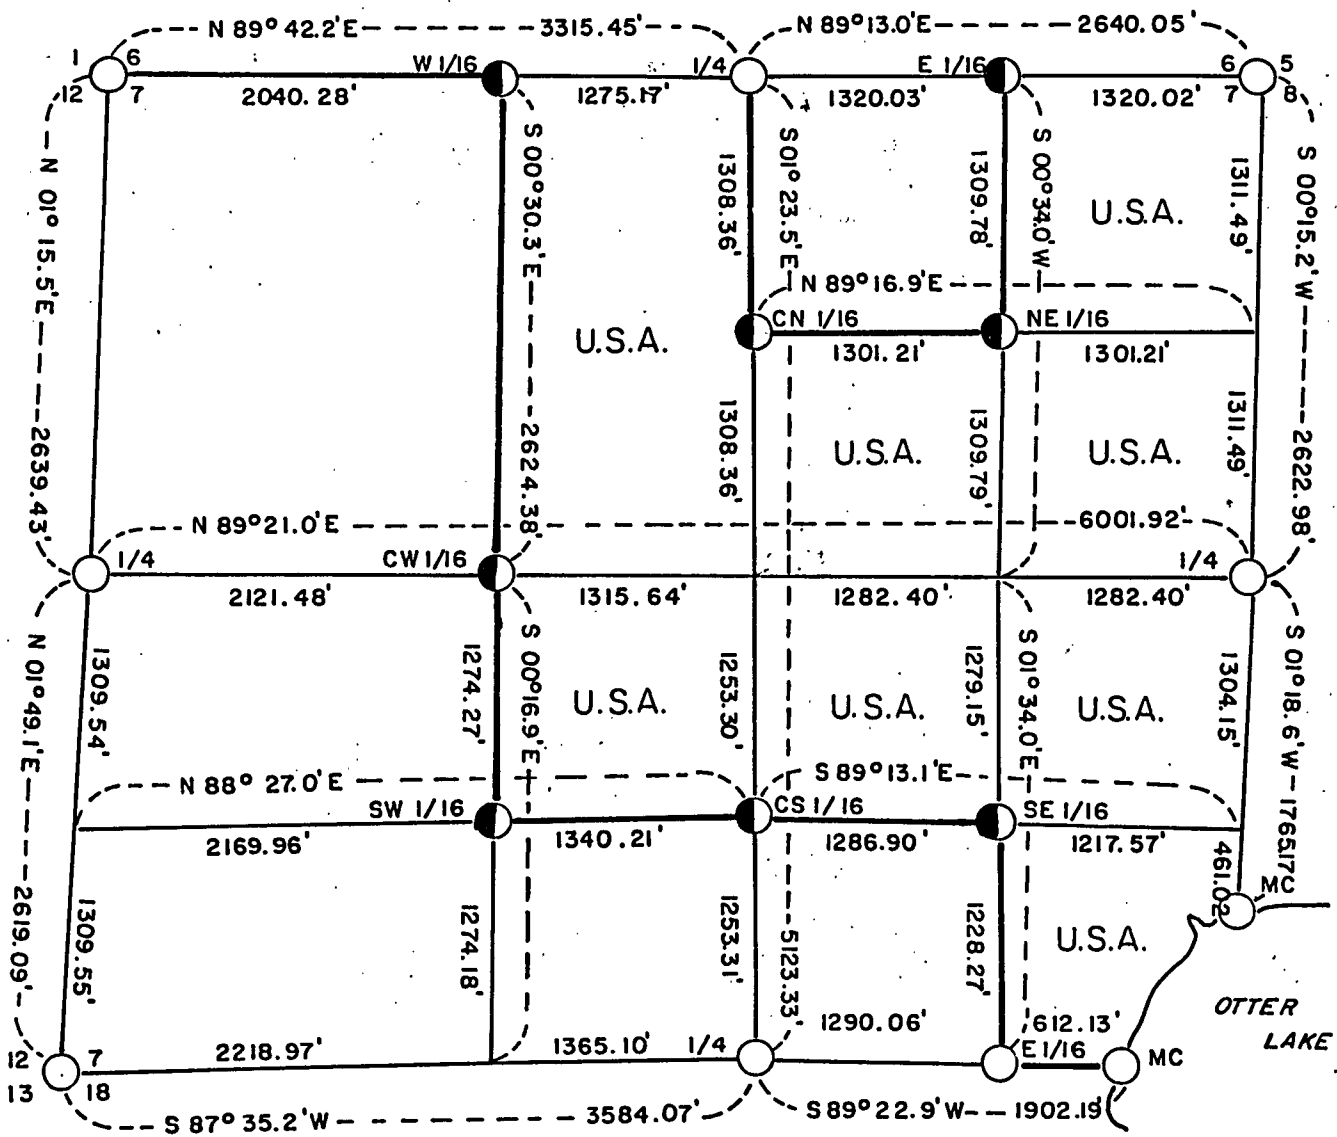 N 89° 42.2' E 3315.45' N 89° 13.0' E 2640.05'
1 6 W 1/16 1/4 E 1/16 6 5
12 7 2040.28' 1275.17' 1320.03' 1320.02' 7 8
N 01° 15.5' E 2639.43'
S 00° 30.3' E 2624.38'
1308.36'
S 01° 23.5' E 5123.33'
1309.78'
S 00° 34.0' W
1311.49'
S 00° 15.2' W 2622.98'
U.S.A.
N 89° 16.9' E
CN 1/16 NE 1/16
U.S.A.
1301.21' 1301.21'
1308.36'
1309.79'
1311.49'
U.S.A. U.S.A.
N 89° 21.0' E 6001.92'
1/4 CW 1/16 1/4
2121.48' 1315.64' 1282.40' 1282.40'
N 01° 49.1' E 2619.09'
1309.54'
1274.27'
S 00° 16.9' E
1253.30'
1279.15'
S 01° 34.0' E
1304.15'
S 01° 18.6' W 1765.17'
U.S.A. U.S.A. U.S.A.
N 88° 27.0' E S 89° 13.1' E
SW 1/16 CS 1/16 SE 1/16
2169.96' 1340.21' 1286.90' 1217.57'
461.02'
MC
1309.55'
1274.18'
1253.31'
1228.27'
U.S.A.
OTTER
LAKE
1290.06' 612.13'
12 7 2218.97' 1365.10' 1/4 E 1/16 MC
13 18
S 87° 35.2' W 3584.07' S 89° 22.9' W 1902.19'